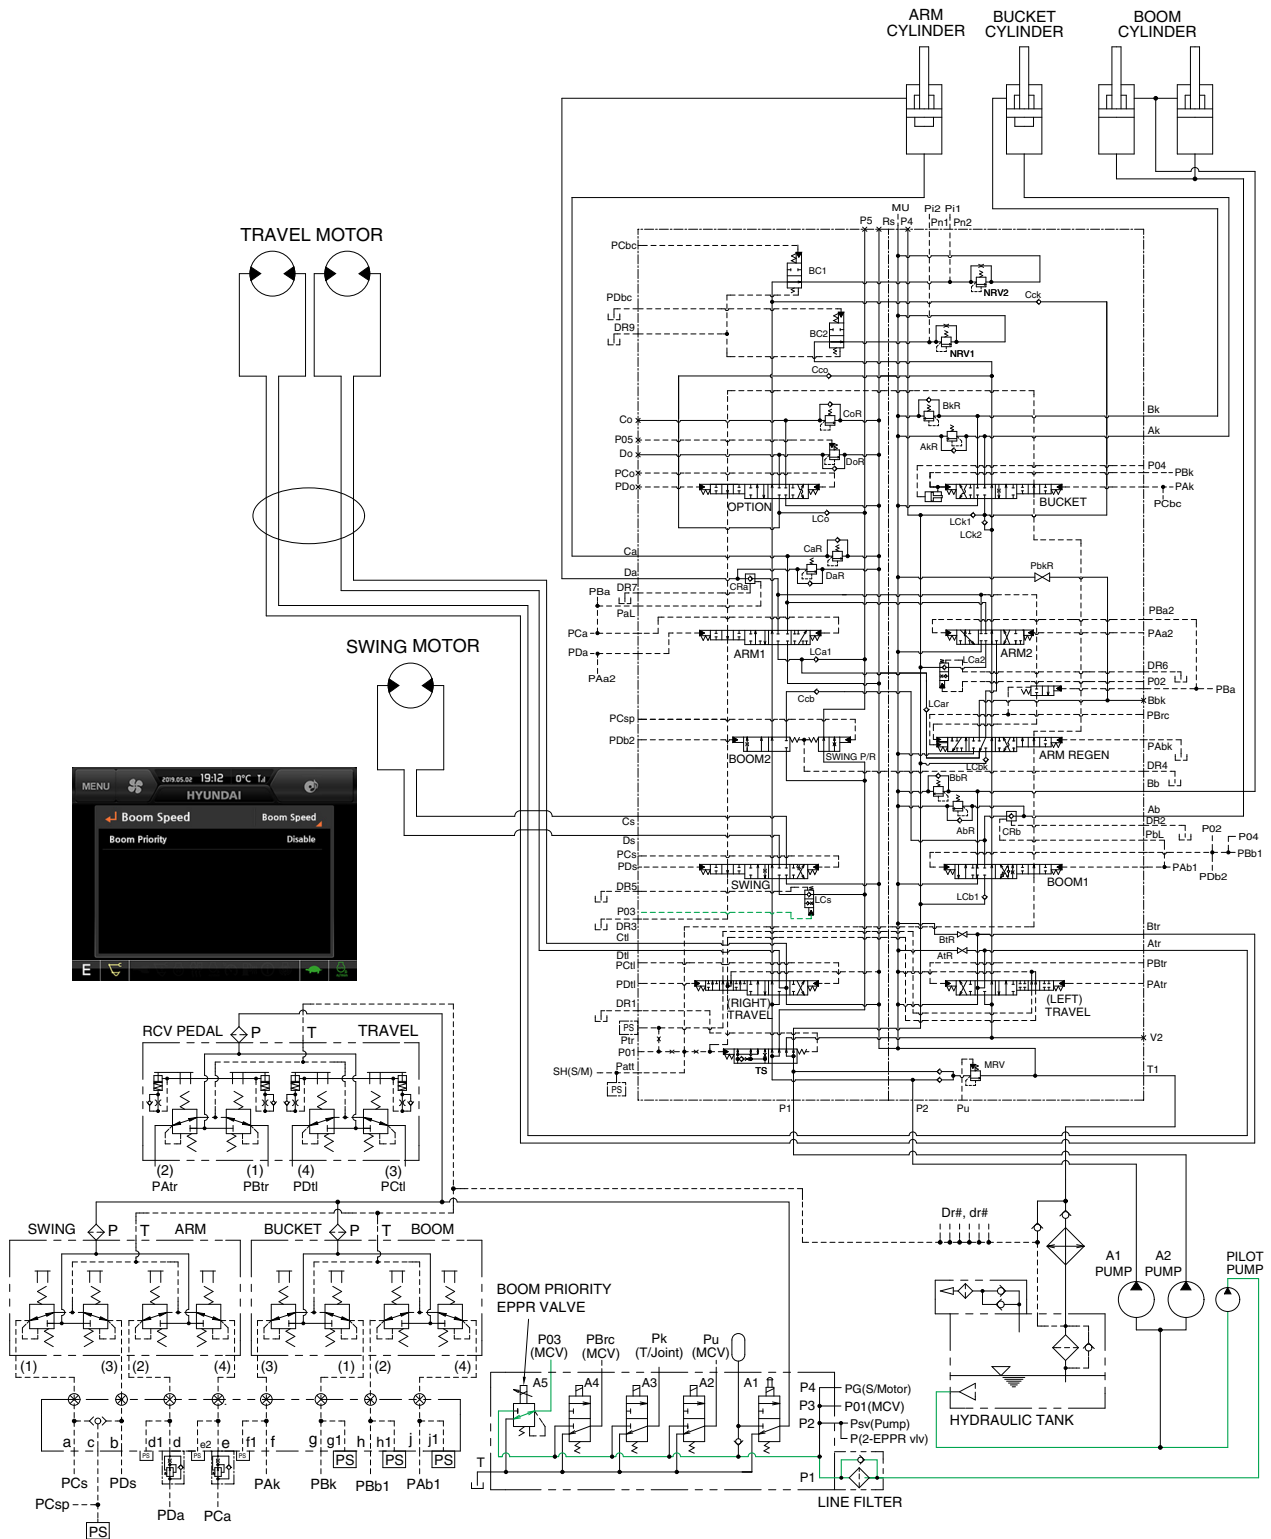 ARM
CYLINDER
BUCKET
CYLINDER
BOOM
CYLINDER
TRAVEL MOTOR
SWING MOTOR
P5 Rs MU P4 Pi2 Pi1
Pn1 Pn2
PCbc
BC1
NRV2
Cck
PDbc
DR9
BC2
NRV1
Cco
Co
CoR
BkR
Bk
P05
AkR
Ak
Do
DoR
PCo
P04
PBk
PDo
PAk
OPTION
BUCKET
PCbc
LCo
LCk1
LCk2
Ca
CaR
Da
CRa
DaR
PbkR
DR7
PBa
PaL
PBa2
PCa
PAa2
PDa
ARM1
ARM2
LCa1
LCa2
PAa2
DR6
P02
PBa
Ccb
LCar
Bbk
PCsp
PBrc
PDb2
PAbk
BOOM2
SWING P/R
ARM REGEN
LCbk
DR4
BbR
Bb
Ab
AbR
CRb
DR2
PbL
P02
P04
PBb1
PAb1
PDb2
Cs
Ds
PCs
PDs
SWING
BOOM1
DR5
LCs
LCb1
P03
DR3
Ctl
Btr
BtR
Dtl
Atr
AtR
PCtl
PBtr
PDtl
PAtr
(RIGHT)
TRAVEL
(LEFT)
TRAVEL
DR1
PS
Ptr
V2
P01
Patt
TS
MRV
SH(S/M)
T1
PS
P1
P2
Pu
MENU
2019.05.02 19:12 0°C
HYUNDAI
Boom Speed
Boom Speed
Boom Priority
Disable
E
RCV PEDAL
P
T
TRAVEL
(2)
(1)
(4)
(3)
PAtr
PBtr
PDtl
PCtl
SWING
P
T
ARM
BUCKET
P
T
BOOM
(1)
(3)
(2)
(4)
(3)
(1)
(2)
(4)
a
c
b
d1
d
e2
e
f1
f
g
g1
h
h1
j
j1
PS
PS
PS
PS
PS
PS
PCs
PDs
PAk
PBk
PBb1
PAb1
PCsp
PDa
PCa
PS
BOOM PRIORITY
EPPR VALVE
P03
(MCV)
PBrc
(MCV)
Pk
(T/Joint)
Pu
(MCV)
A5
A4
A3
A2
A1
P4
PG(S/Motor)
P3
P01(MCV)
P2
Psv(Pump)
P(2-EPPR vlv)
T
P1
LINE FILTER
Dr#, dr#
A1
PUMP
A2
PUMP
PILOT
PUMP
HYDRAULIC TANK